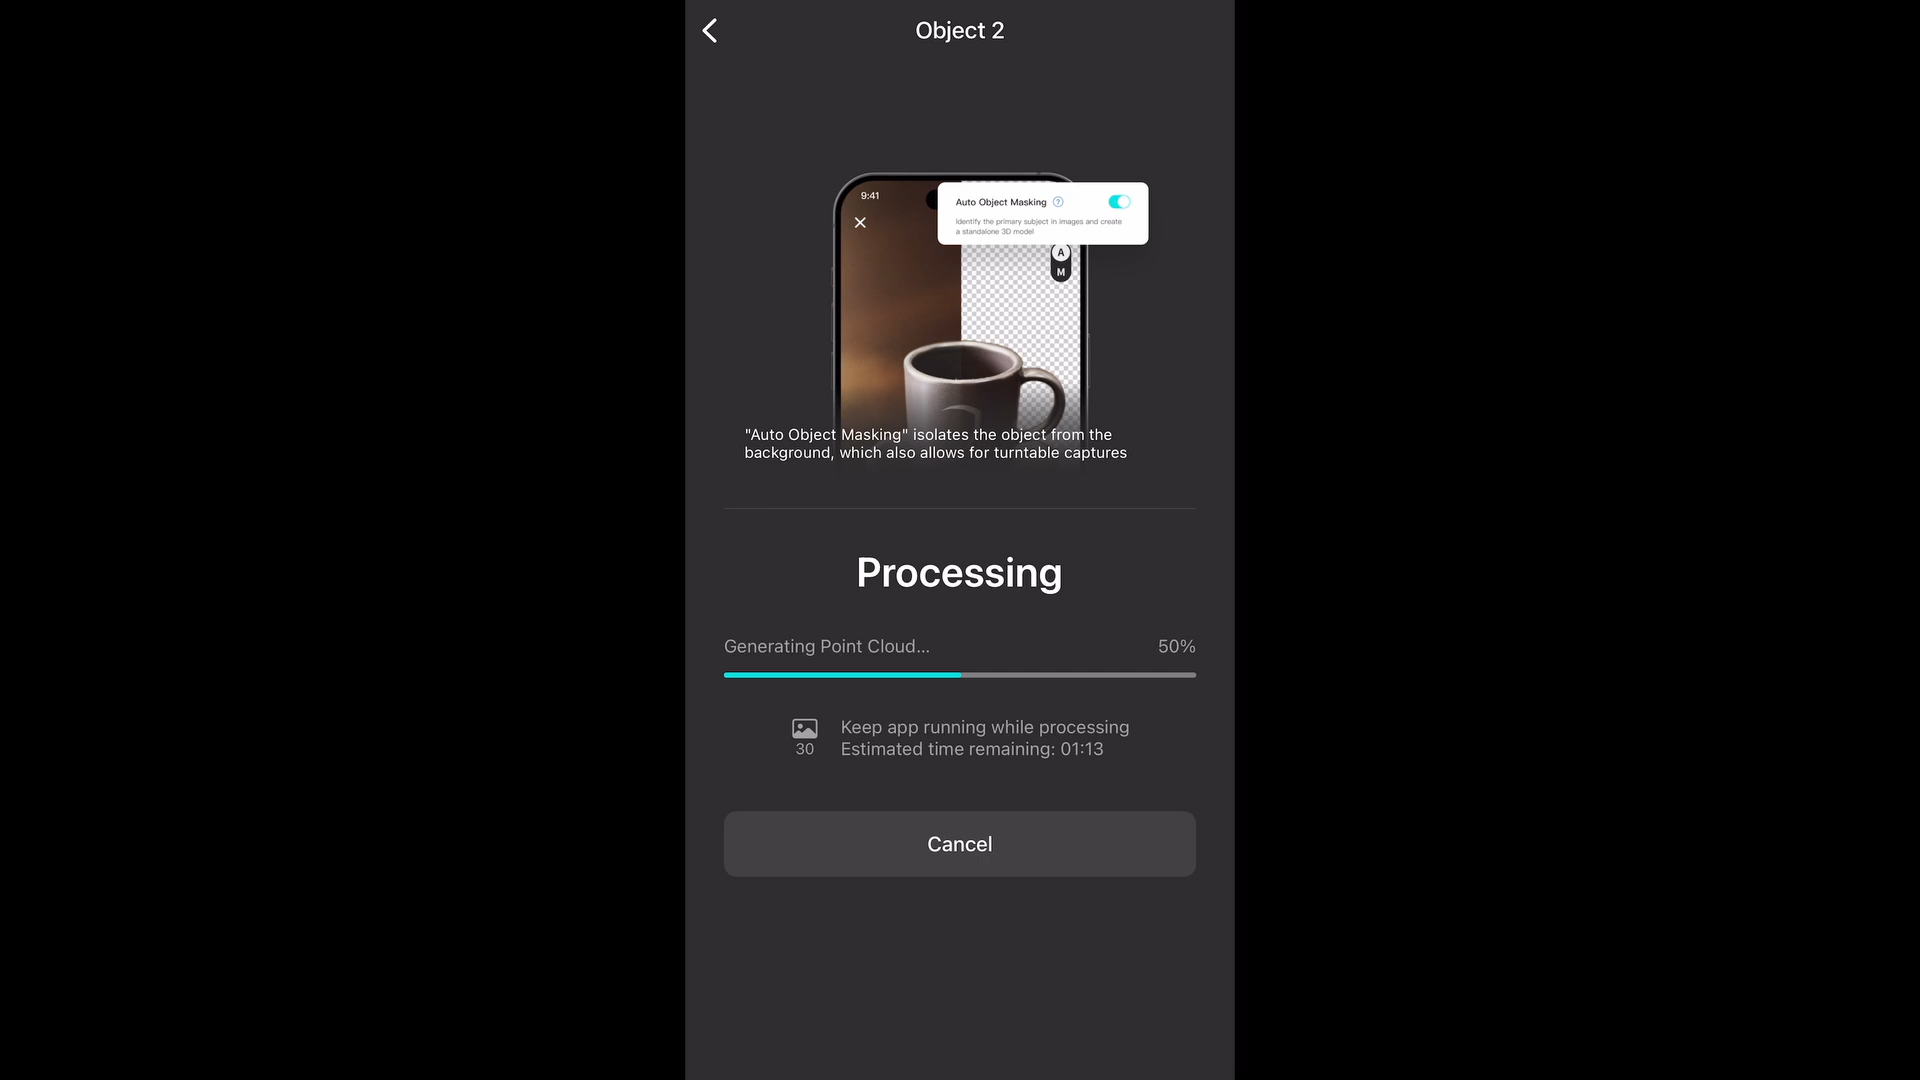 Object 2
9:41
Auto Object Masking ?
Identify the primary subject in images and create
a standalone 3D model
A
M
"Auto Object Masking" isolates the object from the
background, which also allows for turntable captures
Processing
Generating Point Cloud...
50%
Keep app running while processing
30
Estimated time remaining: 01:13
Cancel